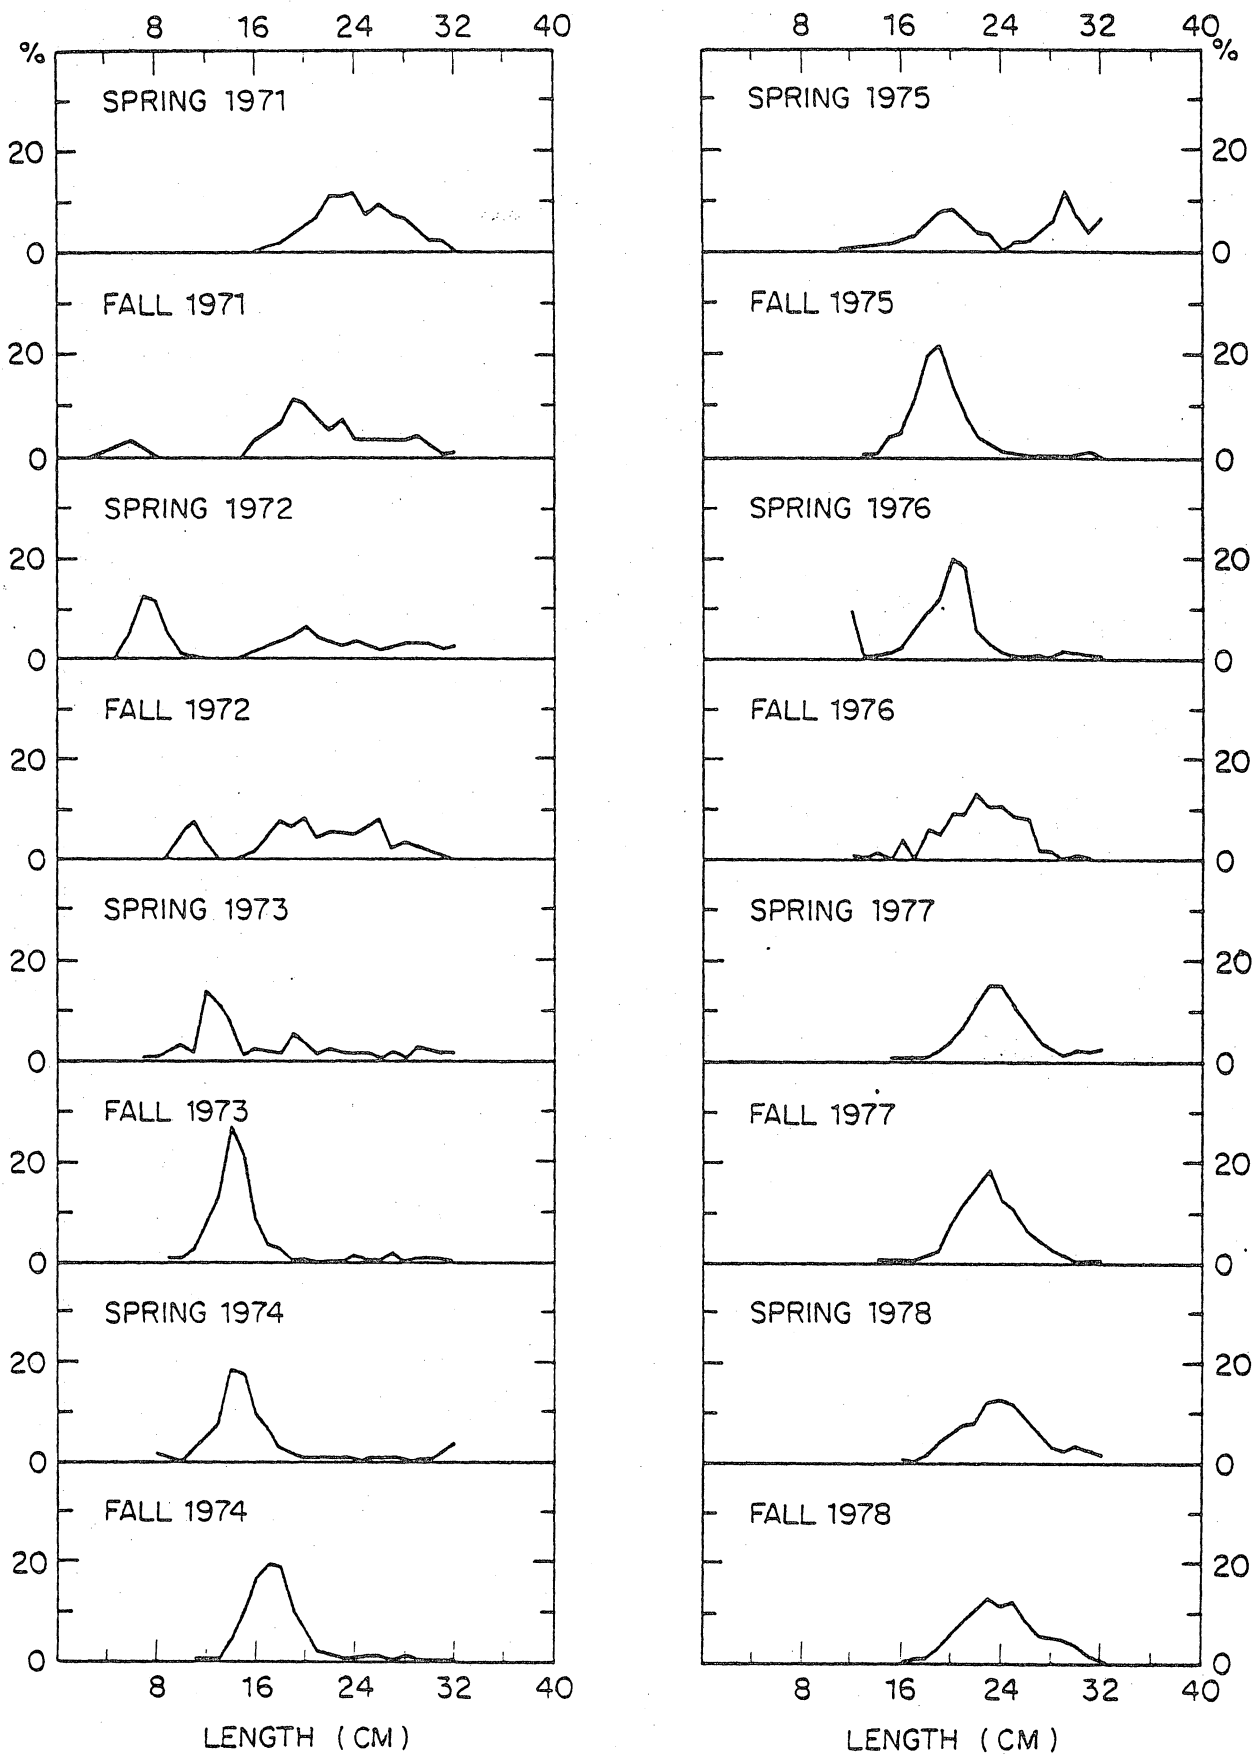 8 16 24 32 40
%
SPRING 1971
20
0
FALL 1971
20
0
SPRING 1972
20
0
FALL 1972
20
0
SPRING 1973
20
0
FALL 1973
20
0
SPRING 1974
20
0
FALL 1974
20
0
8 16 24 32 40
LENGTH (CM)
8 16 24 32 40
%
SPRING 1975
20
0
FALL 1975
20
0
SPRING 1976
20
0
FALL 1976
20
0
SPRING 1977
20
0
FALL 1977
20
0
SPRING 1978
20
0
FALL 1978
20
0
8 16 24 32 40
LENGTH (CM)